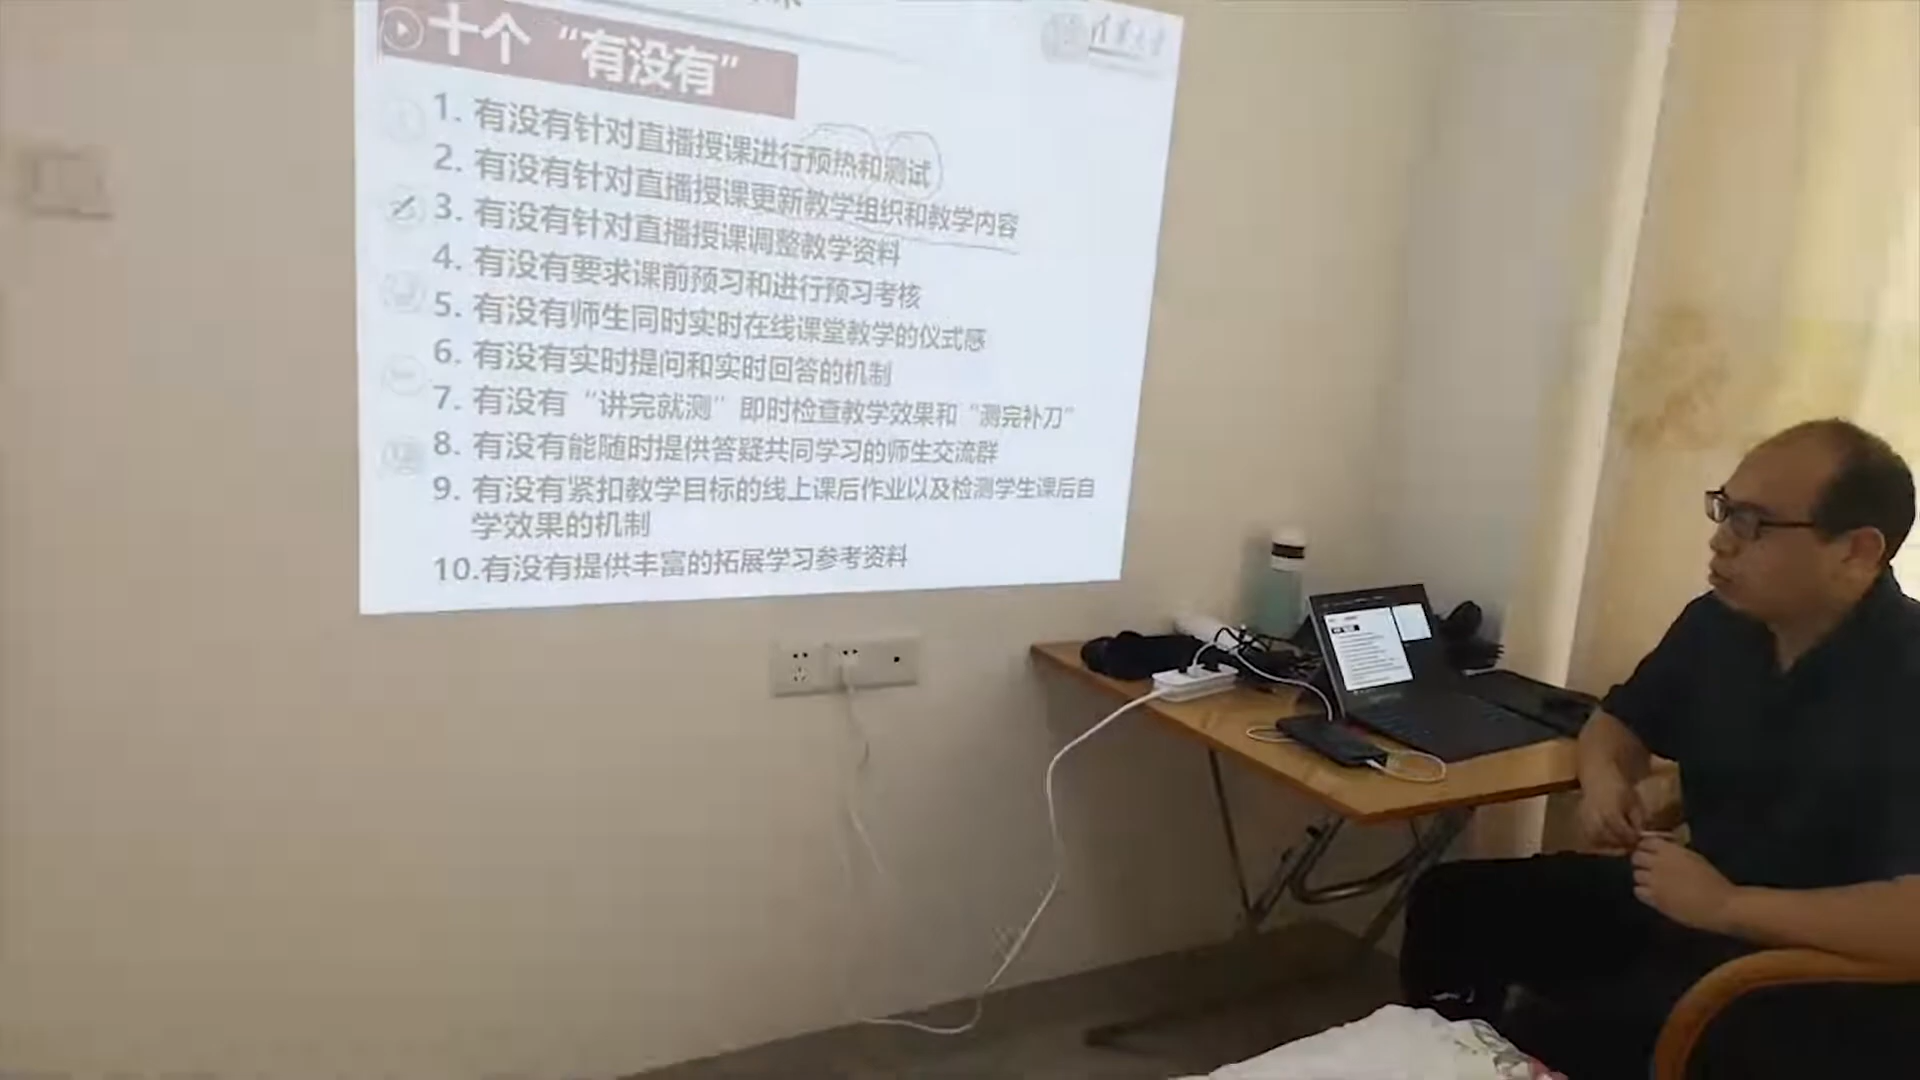 十个“有没有”
清华大学
1. 有没有针对直播授课进行预热和测试
2. 有没有针对直播授课更新教学组织和教学内容
3. 有没有针对直播授课调整教学资料
4. 有没有要求课前预习和进行预习考核
5. 有没有师生同时实时在线课堂教学的仪式感
6. 有没有实时提问和实时回答的机制
7. 有没有“讲完就测”即时检查教学效果和“测完补刀”
8. 有没有能随时提供答疑共同学习的师生交流群
9. 有没有紧扣教学目标的线上课后作业以及检测学生课后自
学效果的机制
10.有没有提供丰富的拓展学习参考资料